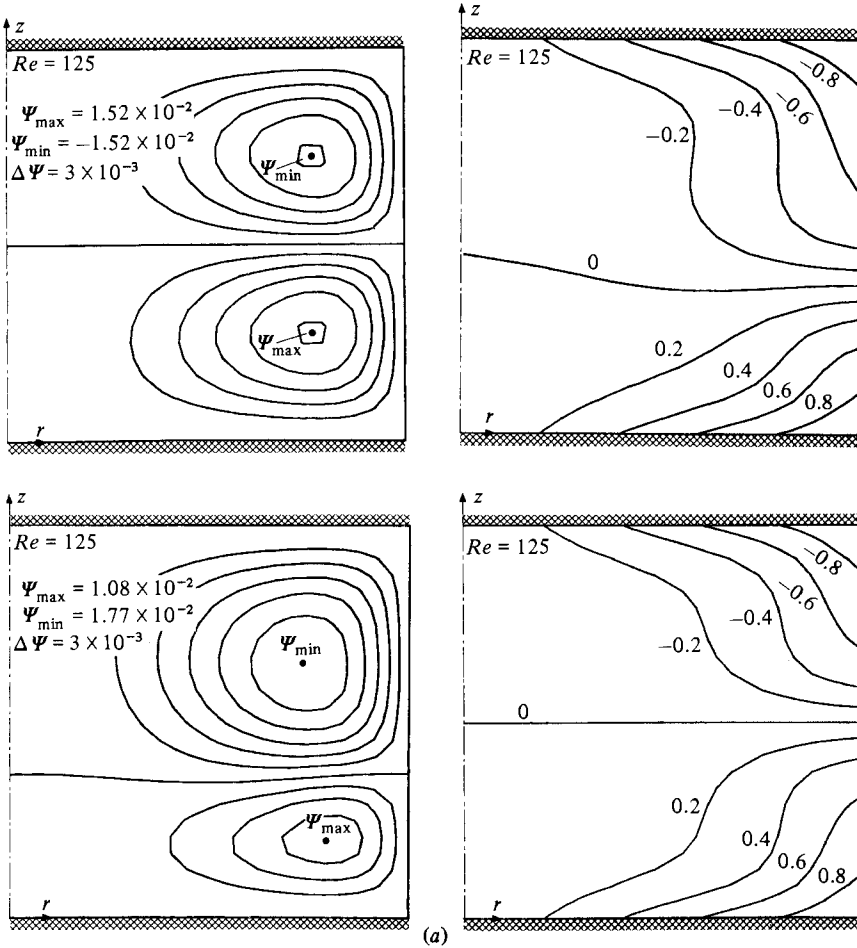 z
Re = 125
Ψmax = 1.52 × 10⁻²
Ψmin = −1.52 × 10⁻²
ΔΨ = 3 × 10⁻³
Ψmin
Ψmax
r
z
Re = 125
−0.8
−0.6
−0.4
−0.2
0
0.2
0.4
0.6
0.8
r
z
Re = 125
Ψmax = 1.08 × 10⁻²
Ψmin = 1.77 × 10⁻²
ΔΨ = 3 × 10⁻³
Ψmin
Ψmax
r
z
Re = 125
−0.8
−0.6
−0.4
−0.2
0
0.2
0.4
0.6
0.8
r
(a)